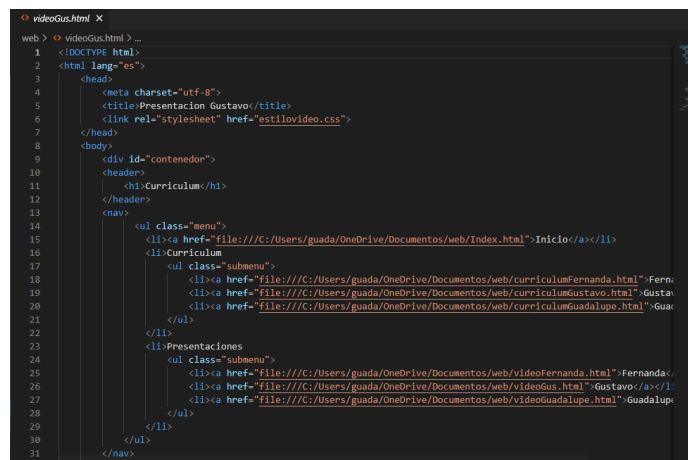 videoGus.html ×
web > videoGus.html > ...
1 <!DOCTYPE html>
2 <html lang="es">
3 <head>
4 <meta charset="utf-8">
5 <title>Presentacion Gustavo</title>
6 <link rel="stylesheet" href="estilovideo.css">
7 </head>
8 <body>
9 <div id="contenedor">
10 <header>
11 <h1>Curriculum</h1>
12 </header>
13 <nav>
14 <ul class="menu">
15 <li><a href="file:///C:/Users/guada/OneDrive/Documentos/web/Index.html">Inicio</a></li>
16 <li>Curriculum
17 <ul class="submenu">
18 <li><a href="file:///C:/Users/guada/OneDrive/Documentos/web/curriculumFernanda.html">Ferna
19 <li><a href="file:///C:/Users/guada/OneDrive/Documentos/web/curriculumGustavo.html">Gustav
20 <li><a href="file:///C:/Users/guada/OneDrive/Documentos/web/curriculumGuadalupe.html">Guad
21 </ul>
22 </li>
23 <li>Presentaciones
24 <ul class="submenu">
25 <li><a href="file:///C:/Users/guada/OneDrive/Documentos/web/videoFernanda.html">Fernanda</
26 <li><a href="file:///C:/Users/guada/OneDrive/Documentos/web/videoGus.html">Gustavo</a></li
27 <li><a href="file:///C:/Users/guada/OneDrive/Documentos/web/videoGuadalupe.html">Guadalupe
28 </ul>
29 </li>
30 </ul>
31 </nav>